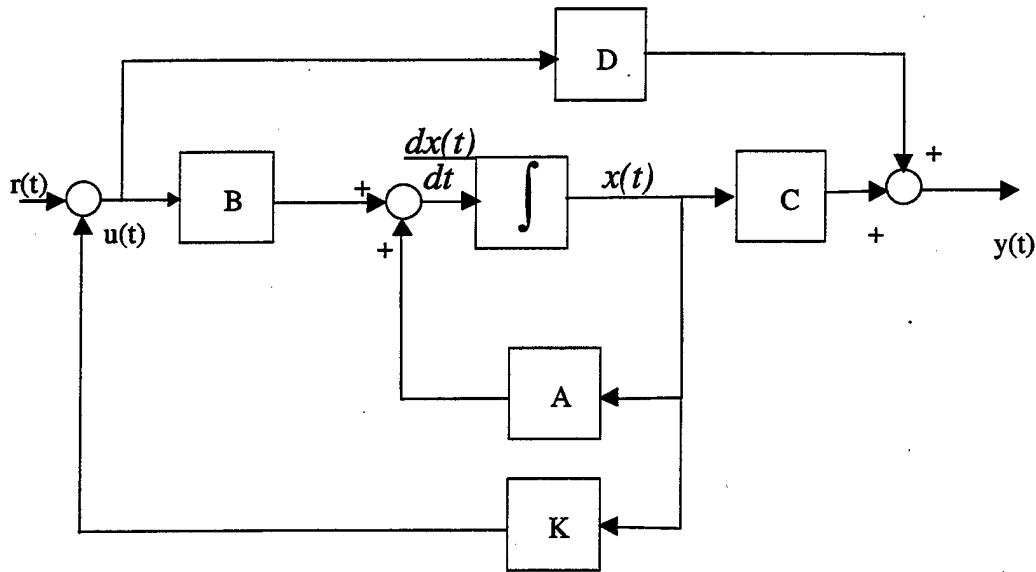 D
dx(t)
dt
∫
x(t)
r(t)
B
C
+
+
+
+
u(t)
y(t)
A
K